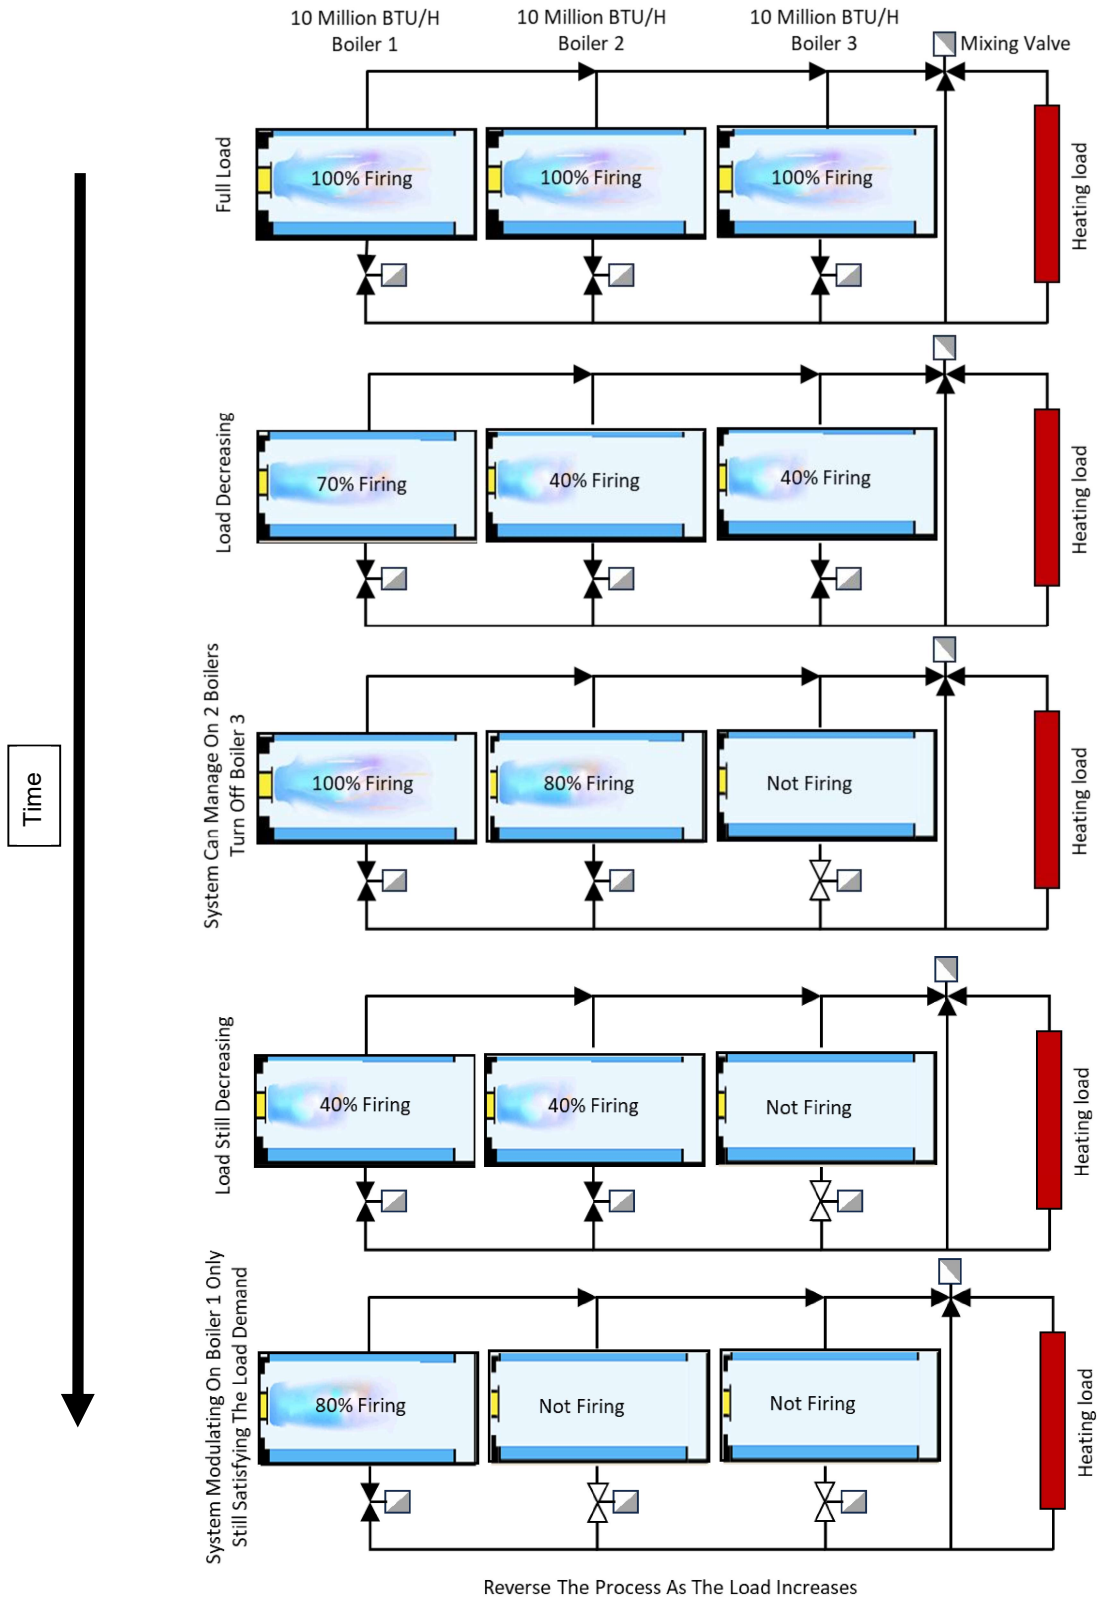 10 Million BTU/H
Boiler 1
10 Million BTU/H
Boiler 2
10 Million BTU/H
Boiler 3
Mixing Valve
Time
Full Load
100% Firing
100% Firing
100% Firing
Heating load
Load Decreasing
70% Firing
40% Firing
40% Firing
Heating load
System Can Manage On 2 Boilers
Turn Off Boiler 3
100% Firing
80% Firing
Not Firing
Heating load
Load Still Decreasing
40% Firing
40% Firing
Not Firing
Heating load
System Modulating On Boiler 1 Only
Still Satisfying The Load Demand
80% Firing
Not Firing
Not Firing
Heating load
Reverse The Process As The Load Increases